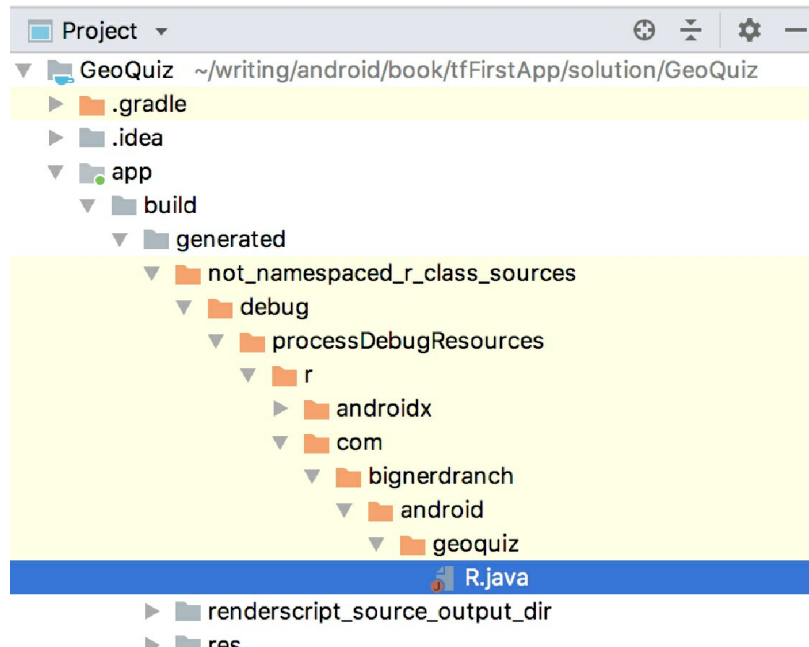 Project
GeoQuiz ~/writing/android/book/tfFirstApp/solution/GeoQuiz
.gradle
.idea
app
build
generated
not_namespaced_r_class_sources
debug
processDebugResources
r
androidx
com
bignerdranch
android
geoquiz
R.java
renderscript_source_output_dir
res